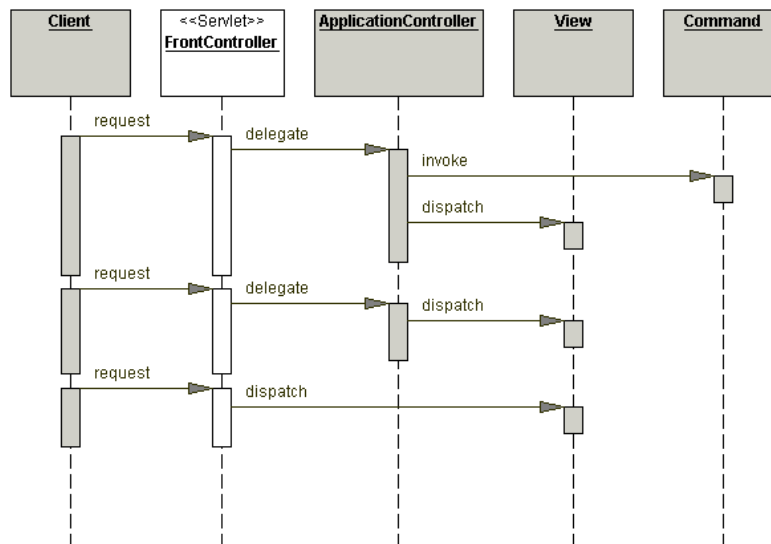 Client
<<Servlet>>
FrontController
ApplicationController
View
Command
request
delegate
invoke
dispatch
request
delegate
dispatch
request
dispatch